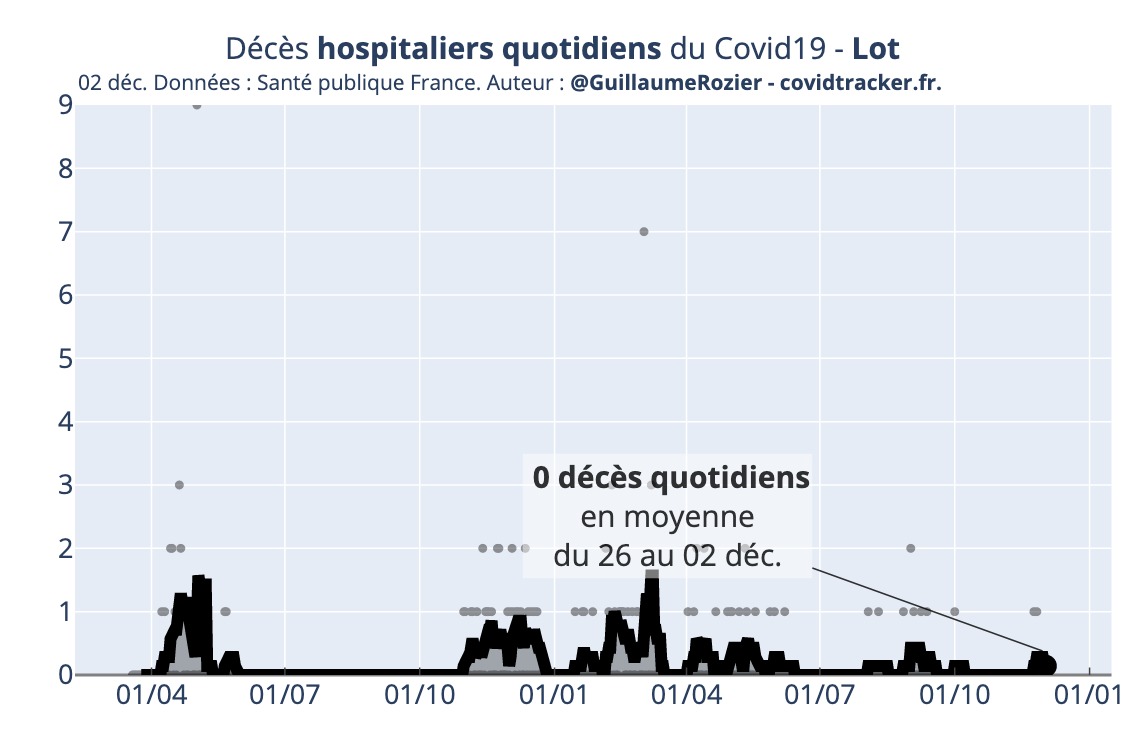 Décès hospitaliers quotidiens du Covid19 - Lot
02 déc. Données : Santé publique France. Auteur : @GuillaumeRozier - covidtracker.fr.
9
8
7
6
5
4
3
2
1
0
0 décès quotidiens
en moyenne
du 26 au 02 déc.
01/04 01/07 01/10 01/01 01/04 01/07 01/10 01/01